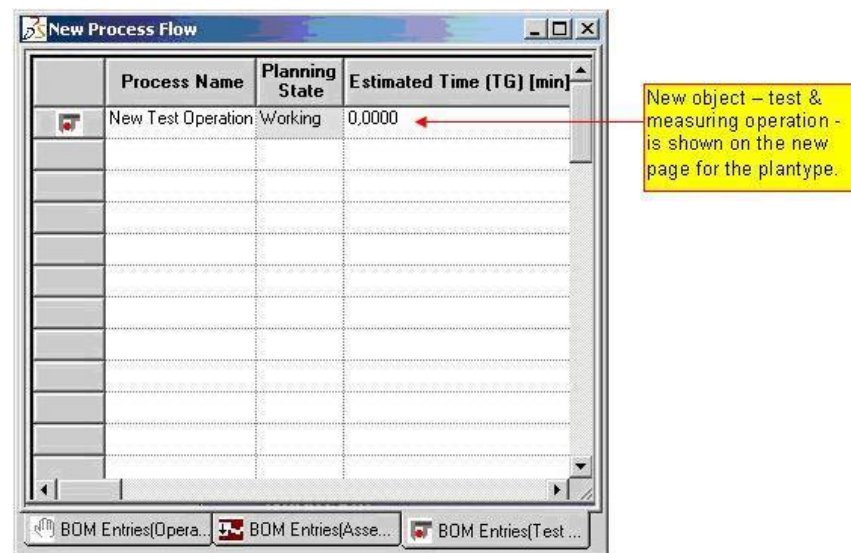 New Process Flow
Process Name
Planning State
Estimated Time (TG) [min]
New Test Operation Working 0,0000
New object – test &
measuring operation -
is shown on the new
page for the plantype.
BOM Entries(Opera... BOM Entries(Asse... BOM Entries(Test ...